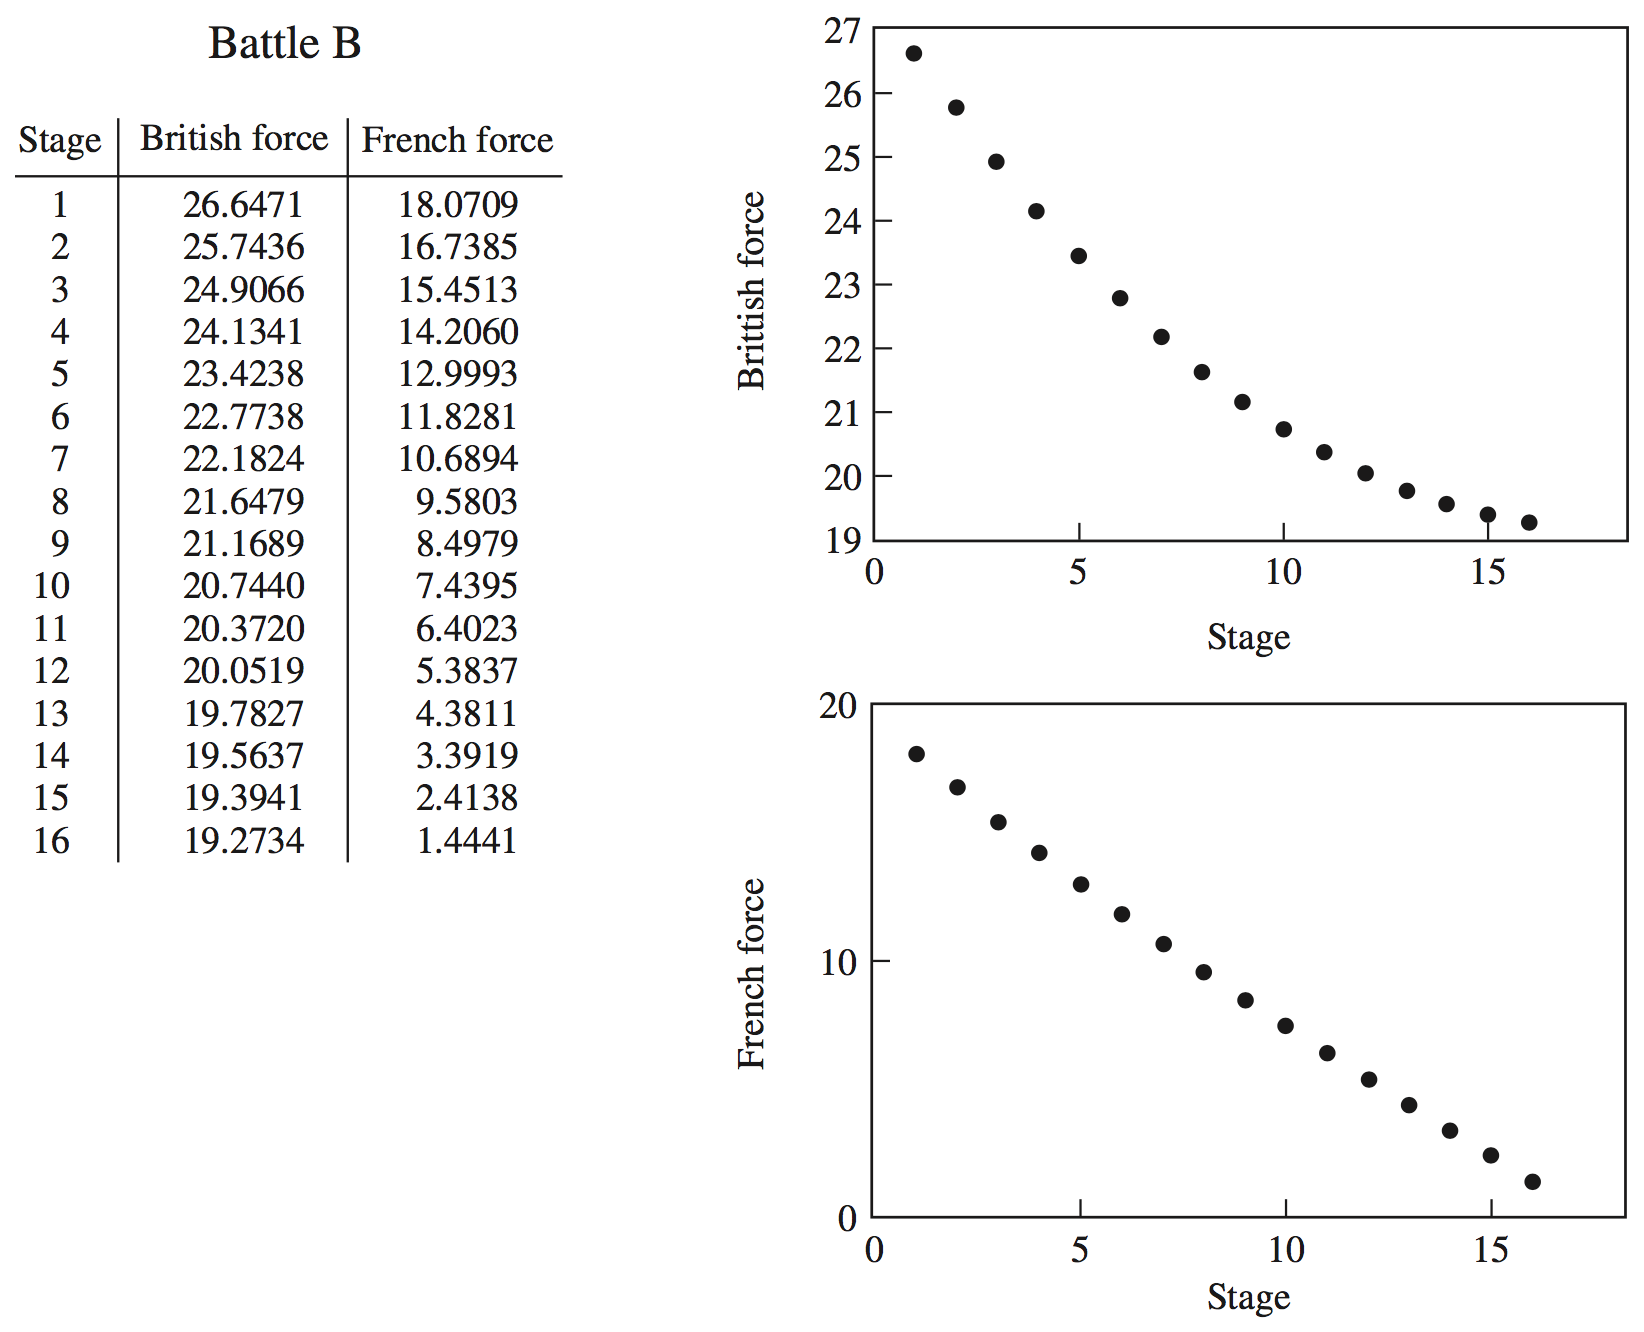 Battle B
Stage British force French force
1 26.6471 18.0709
2 25.7436 16.7385
3 24.9066 15.4513
4 24.1341 14.2060
5 23.4238 12.9993
6 22.7738 11.8281
7 22.1824 10.6894
8 21.6479 9.5803
9 21.1689 8.4979
10 20.7440 7.4395
11 20.3720 6.4023
12 20.0519 5.3837
13 19.7827 4.3811
14 19.5637 3.3919
15 19.3941 2.4138
16 19.2734 1.4441
Brittish force
27
26
25
24
23
22
21
20
19
0 5 10 15
Stage
French force
20
10
0
0 5 10 15
Stage